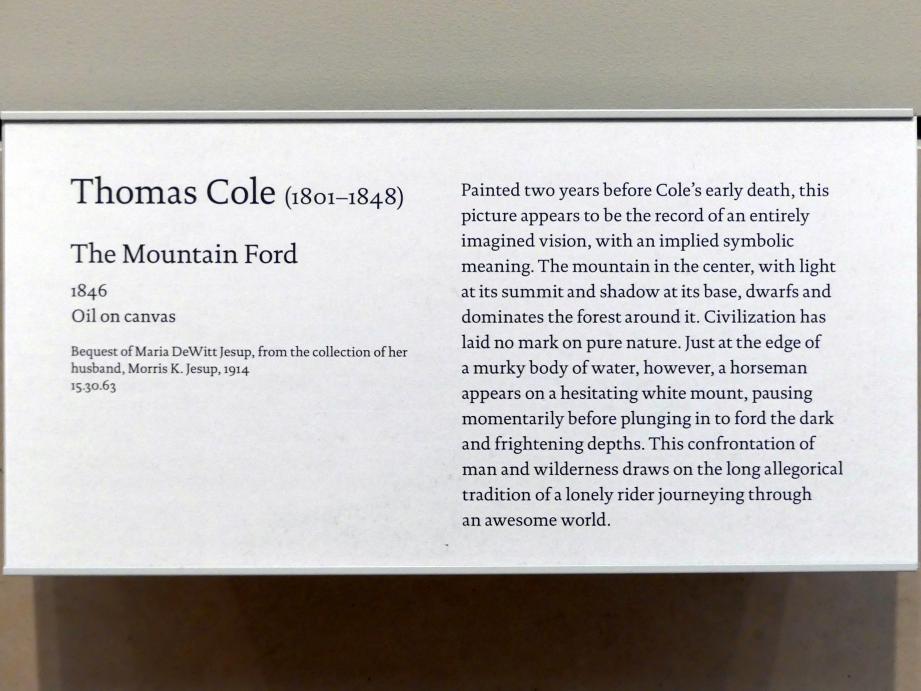 Thomas Cole (1801–1848)
The Mountain Ford
1846
Oil on canvas
Bequest of Maria DeWitt Jesup, from the collection of her
husband, Morris K. Jesup, 1914
15.30.63
Painted two years before Cole’s early death, this
picture appears to be the record of an entirely
imagined vision, with an implied symbolic
meaning. The mountain in the center, with light
at its summit and shadow at its base, dwarfs and
dominates the forest around it. Civilization has
laid no mark on pure nature. Just at the edge of
a murky body of water, however, a horseman
appears on a hesitating white mount, pausing
momentarily before plunging in to ford the dark
and frightening depths. This confrontation of
man and wilderness draws on the long allegorical
tradition of a lonely rider journeying through
an awesome world.